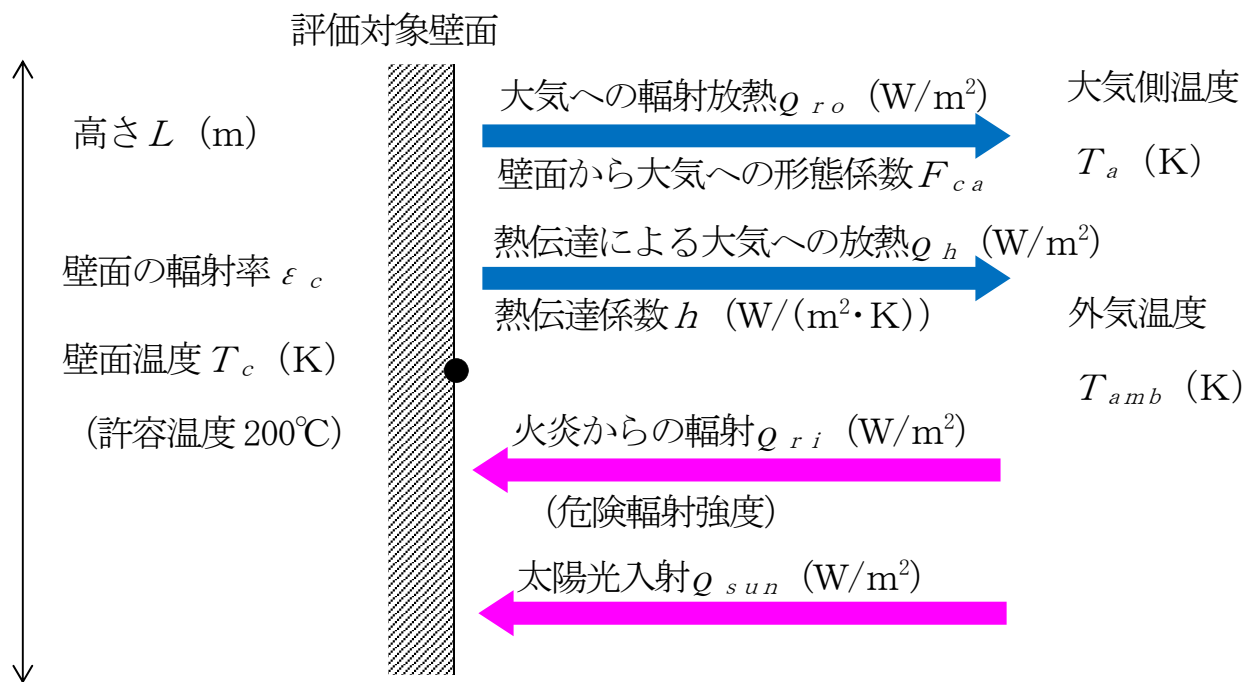 評価対象壁面
高さL (m)
大気への輻射放熱Q ro (W/m²)
大気側温度
壁面から大気への形態係数F ca
T a (K)
熱伝達による大気への放熱Q h (W/m²)
壁面の輻射率 ε c
熱伝達係数h (W/(m²・K))
外気温度
壁面温度 T c (K)
T amb (K)
(許容温度 200℃)
火炎からの輻射Q ri (W/m²)
(危険輻射強度)
太陽光入射Q sun (W/m²)